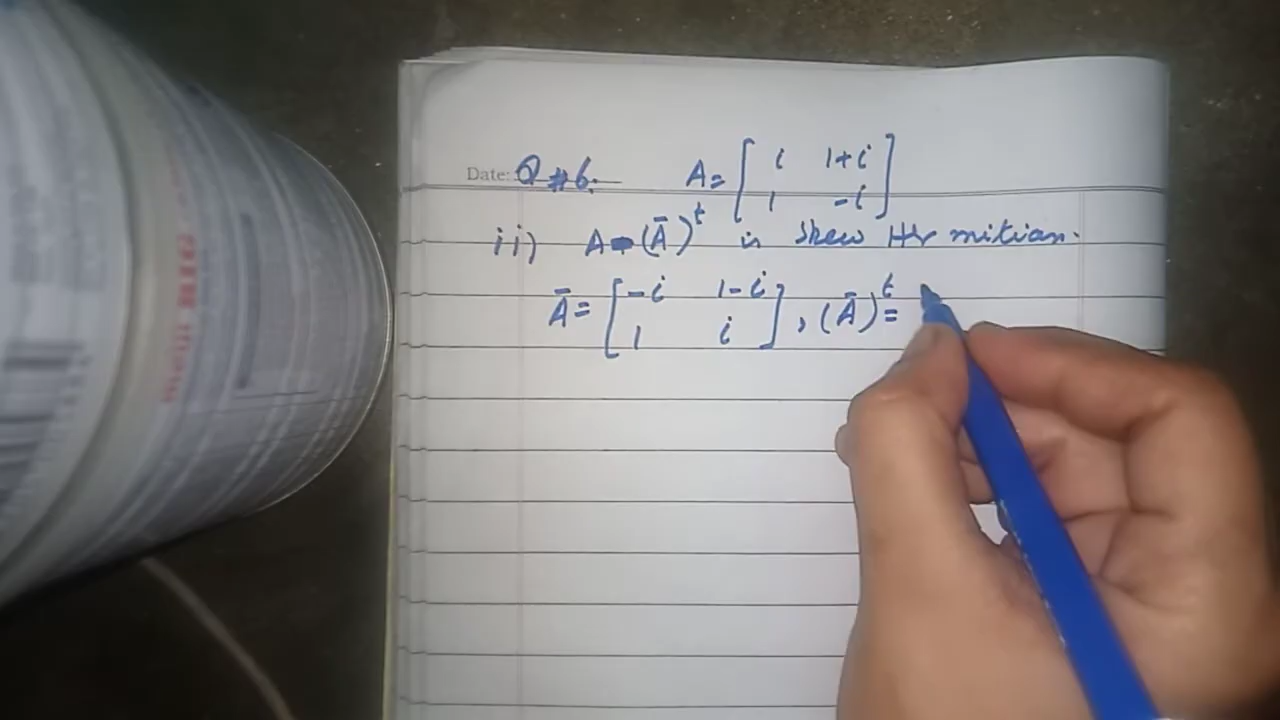 Date: Q #6. A = [ i 1+i
1 -i ]
ii) A - (Ā)ᵗ is skew Hermitian.
Ā = [ -i 1-i
1 i ] , (Ā)ᵗ =